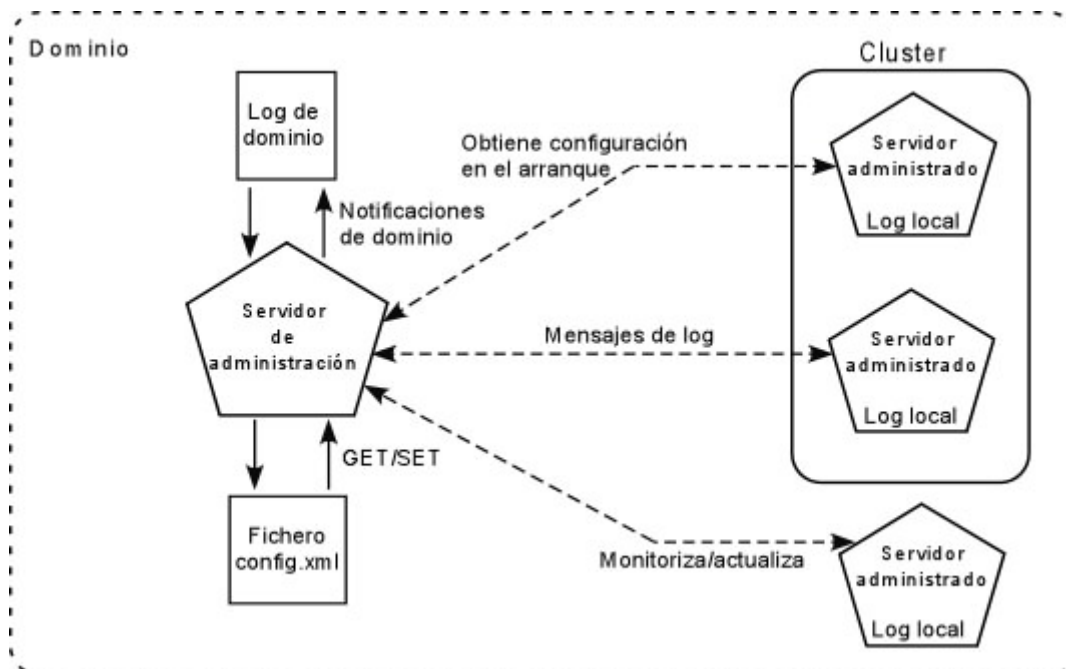 Dominio
Cluster
Log de
dominio
Obtiene configuración
en el arranque
Servidor
administrado
Log local
Notificaciones
de dominio
Servidor
de
administración
Mensajes de log
Servidor
administrado
Log local
GET/SET
Fichero
config.xml
Monitoriza/actualiza
Servidor
administrado
Log local